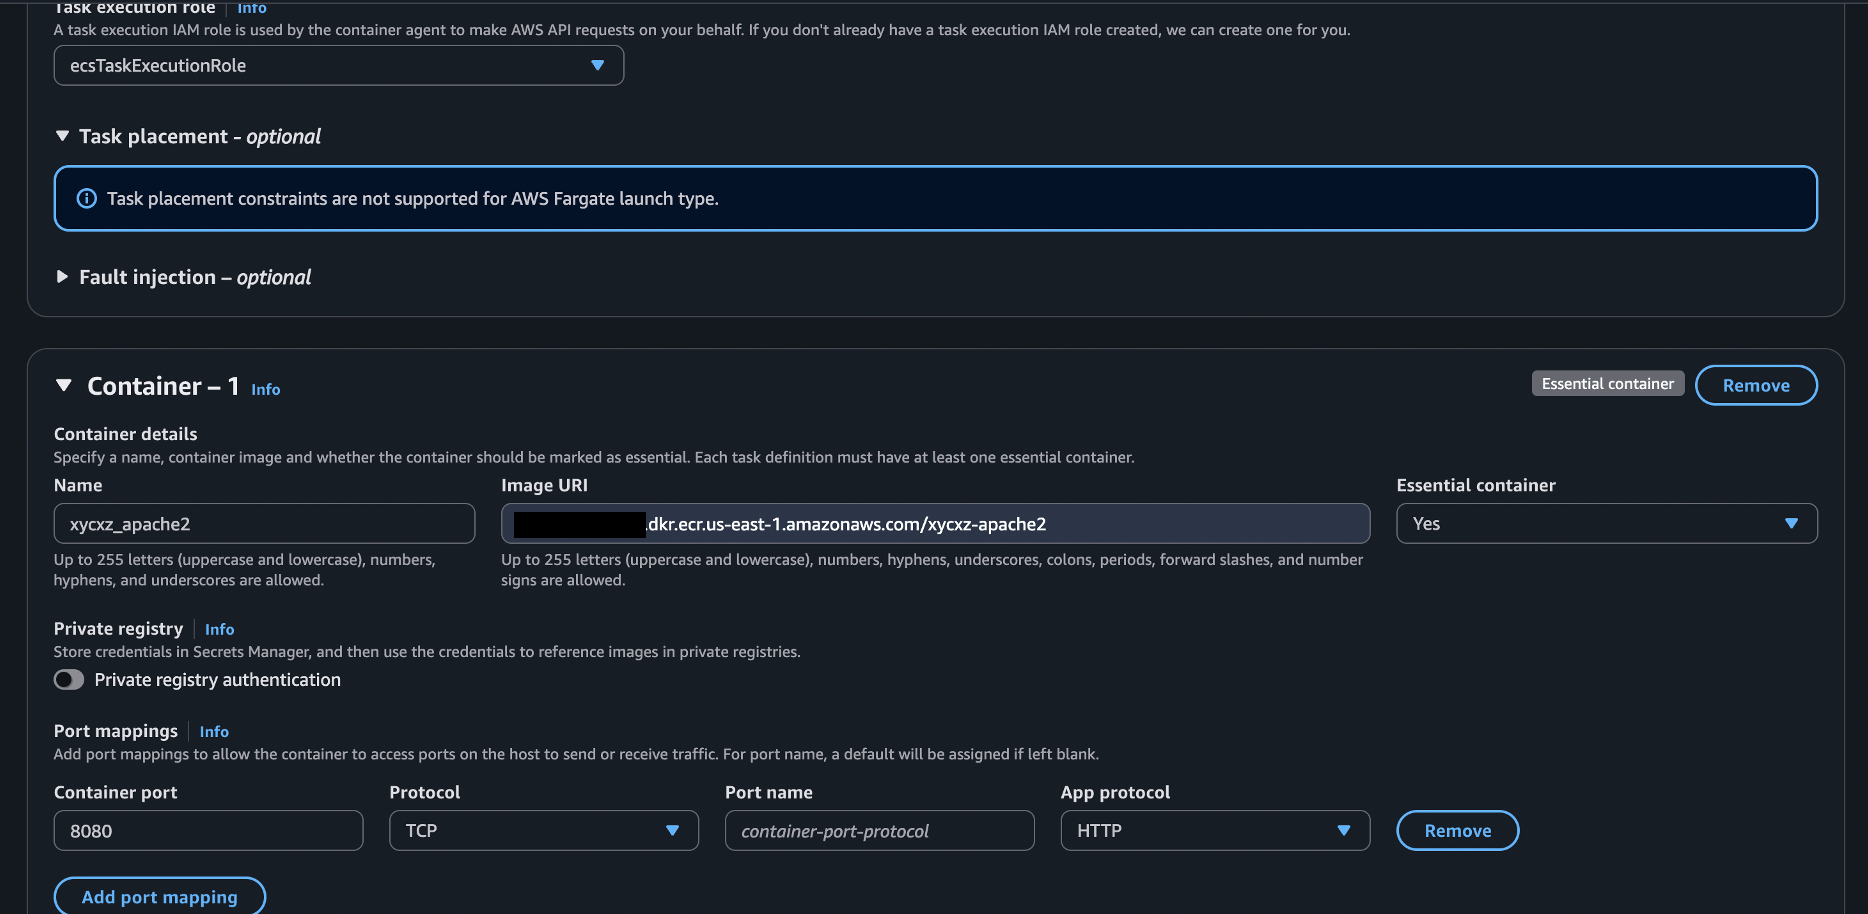 Task execution role Info
A task execution IAM role is used by the container agent to make AWS API requests on your behalf. If you don't already have a task execution IAM role created, we can create one for you.
ecsTaskExecutionRole
Task placement - optional
Task placement constraints are not supported for AWS Fargate launch type.
Fault injection – optional
Container – 1 Info
Essential container Remove
Container details
Specify a name, container image and whether the container should be marked as essential. Each task definition must have at least one essential container.
Name Image URI Essential container
xycxz_apache2 .dkr.ecr.us-east-1.amazonaws.com/xycxz-apache2 Yes
Up to 255 letters (uppercase and lowercase), numbers, Up to 255 letters (uppercase and lowercase), numbers, hyphens, underscores, colons, periods, forward slashes, and number
hyphens, and underscores are allowed. signs are allowed.
Private registry Info
Store credentials in Secrets Manager, and then use the credentials to reference images in private registries.
Private registry authentication
Port mappings Info
Add port mappings to allow the container to access ports on the host to send or receive traffic. For port name, a default will be assigned if left blank.
Container port Protocol Port name App protocol
8080 TCP container-port-protocol HTTP Remove
Add port mapping